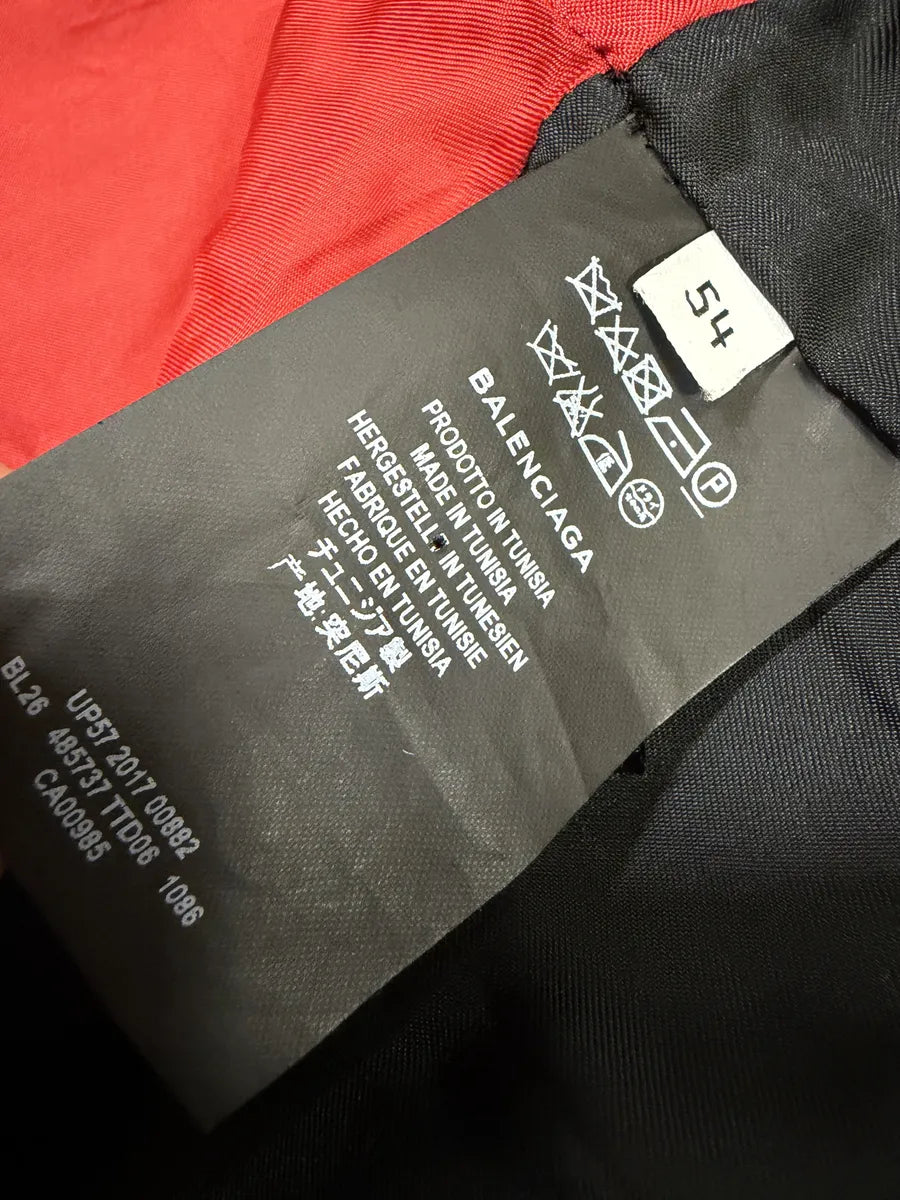 54
BALENCIAGA
PRODOTTO IN TUNISIA
MADE IN TUNISIA
HERGESTELL IN TUNESIEN
FABRIQUE EN TUNISIE
HECHO EN TUNISIA
チュニジア製
产地:突尼斯
UP57 2017 00882
BL26 485737 TTD06 1086
CA00985
P